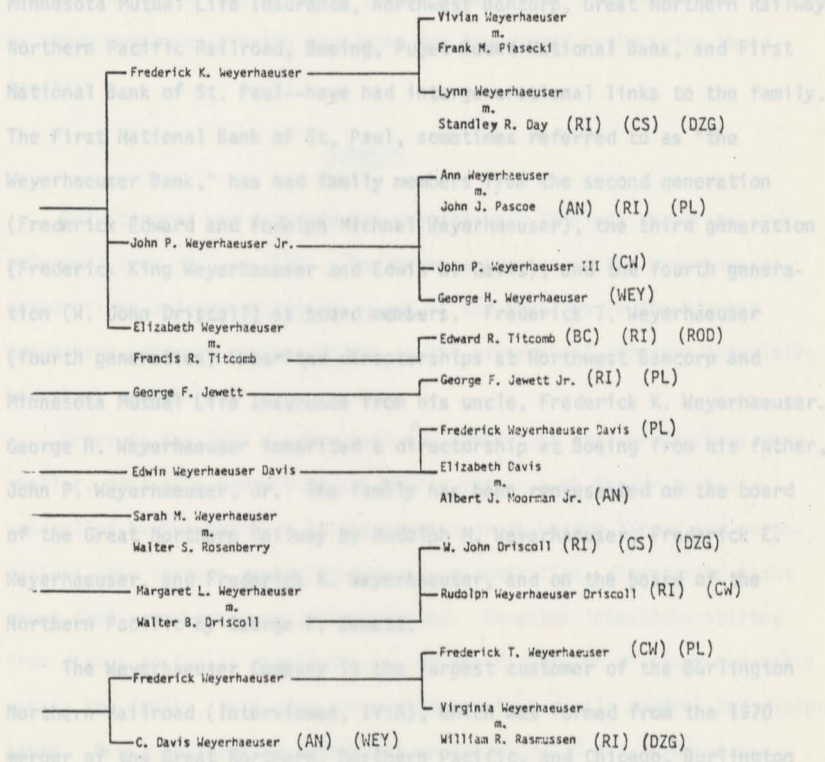 Minnesota Mutual Life Insurance, Northwest Bancorp, Great Northern Railway
Vivian Weyerhaeuser
m.
Frank M. Piasecki
Northern Pacific Railroad, Boeing, Puget Sound National Bank, and First
Frederick K. Weyerhaeuser
National Bank of St. Paul--have had intergenerational links to the family.
Lynn Weyerhaeuser
m.
Standley R. Day (RI) (CS) (DZG)
The First National Bank of St. Paul, sometimes referred to as "the
Ann Weyerhaeuser
m.
John J. Pascoe (AN) (RI) (PL)
Weyerhaeuser Bank," has had family members from the second generation
(Frederick Edward and Rudolph Michael Weyerhaeuser), the third generation
John P. Weyerhaeuser Jr.
John P. Weyerhaeuser III (CW)
(Frederick King Weyerhaeuser and Edwin W. Davis), and the fourth genera-
George H. Weyerhaeuser (WEY)
tion (W. John Driscoll) as board members. Frederick T. Weyerhaeuser
Elizabeth Weyerhaeuser
m.
Francis R. Titcomb
Edward R. Titcomb (BC) (RI) (ROD)
(fourth generation) inherited directorships at Northwest Bancorp and
George F. Jewett
George F. Jewett Jr. (RI) (PL)
Minnesota Mutual Life Insurance from his uncle, Frederick K. Weyerhaeuser.
Frederick Weyerhaeuser Davis (PL)
George H. Weyerhaeuser inherited a directorship at Boeing from his father,
Edwin Weyerhaeuser Davis
Elizabeth Davis
m.
Albert J. Moorman Jr. (AN)
John P. Weyerhaeuser, Jr. The family has been represented on the board
Sarah M. Weyerhaeuser
m.
Walter S. Rosenberry
of the Great Northern Railway by Rudolph M. Weyerhaeuser, Frederick E.
W. John Driscoll (RI) (CS) (DZG)
Weyerhaeuser, and Frederick K. Weyerhaeuser, and on the board of the
Margaret L. Weyerhaeuser
m.
Walter B. Driscoll
Rudolph Weyerhaeuser Driscoll (RI) (CW)
Northern Pacific by George F. Jewett.
Frederick T. Weyerhaeuser (CW) (PL)
The Weyerhaeuser Company is the largest customer of the Burlington
Frederick Weyerhaeuser
Virginia Weyerhaeuser
m.
William R. Rasmussen (RI) (DZG)
Northern Railroad (Interviewee, IV:A), which was formed from the 1970
C. Davis Weyerhaeuser (AN) (WEY)
merger of the Great Northern, Northern Pacific, and Chicago, Burlington